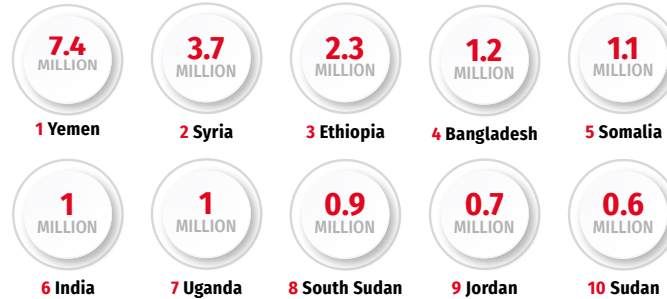 7.4
MILLION
1 Yemen
3.7
MILLION
2 Syria
2.3
MILLION
3 Ethiopia
1.2
MILLION
4 Bangladesh
1.1
MILLION
5 Somalia
1
MILLION
6 India
1
MILLION
7 Uganda
0.9
MILLION
8 South Sudan
0.7
MILLION
9 Jordan
0.6
MILLION
10 Sudan